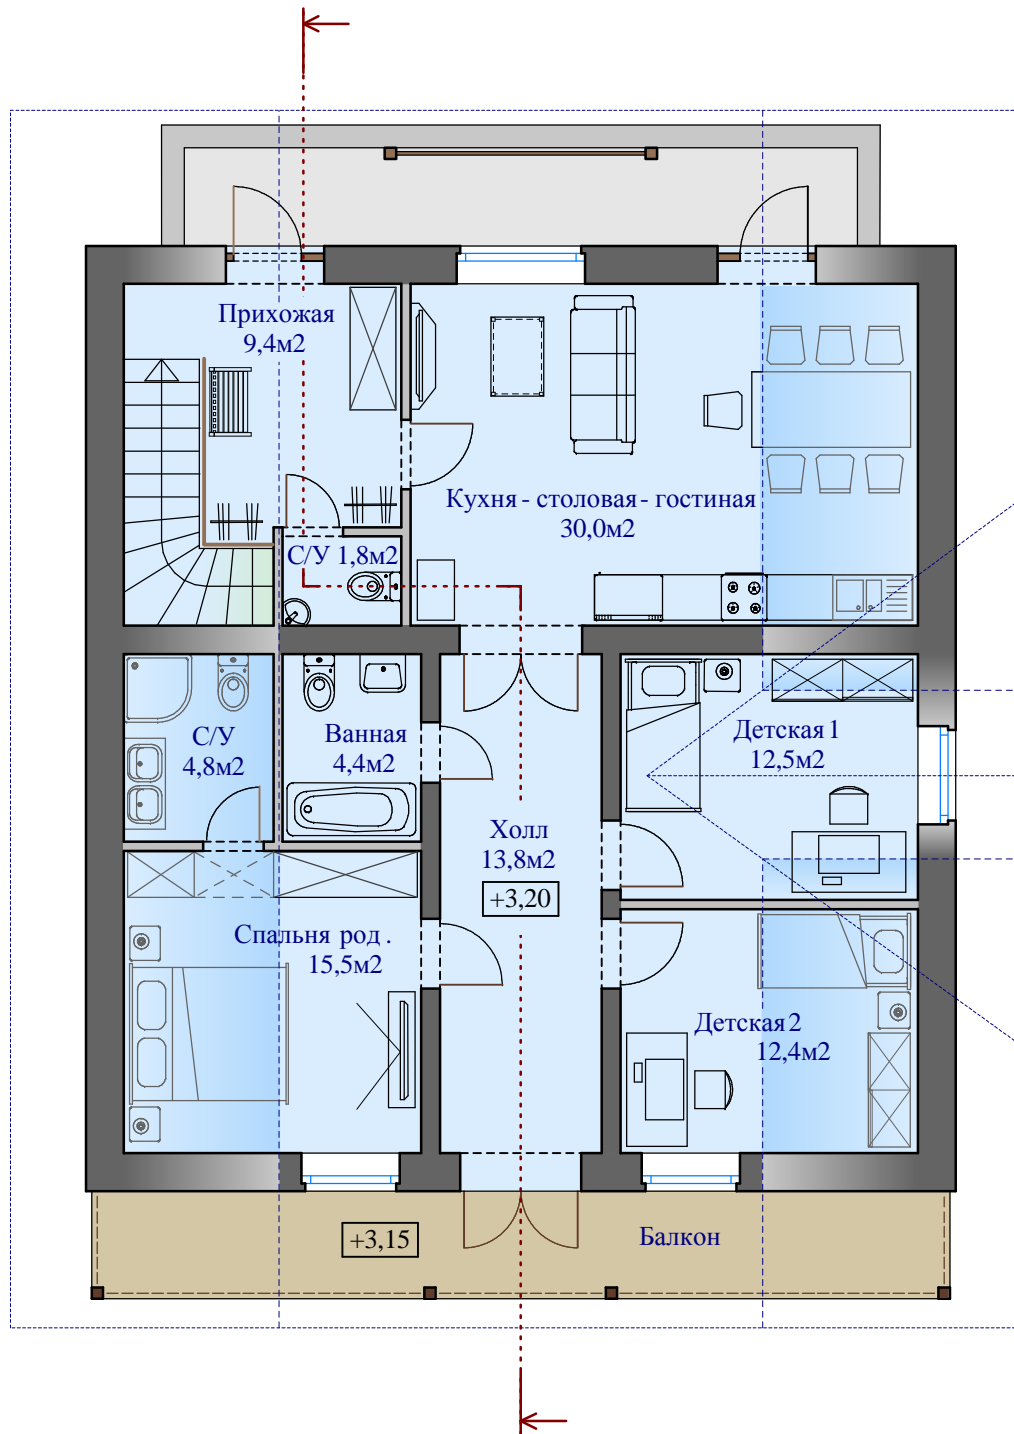 Прихожая
9,4м2
Кухня - столовая - гостиная
30,0м2
С/У 1,8м2
С/У
4,8м2
Ванная
4,4м2
Детская 1
12,5м2
Холл
13,8м2
+3,20
Спальня род .
15,5м2
Детская 2
12,4м2
+3,15
Балкон